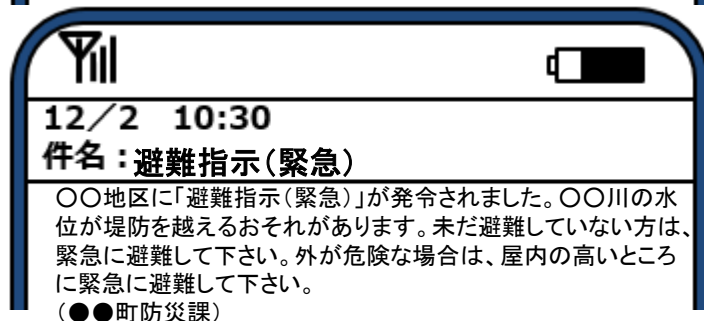 12／2　10:30
件名：避難指示（緊急）
〇〇地区に「避難指示（緊急）」が発令されました。〇〇川の水
位が堤防を越えるおそれがあります。未だ避難していない方は、
緊急に避難して下さい。外が危険な場合は、屋内の高いところ
に緊急に避難して下さい。
（●●町防災課）